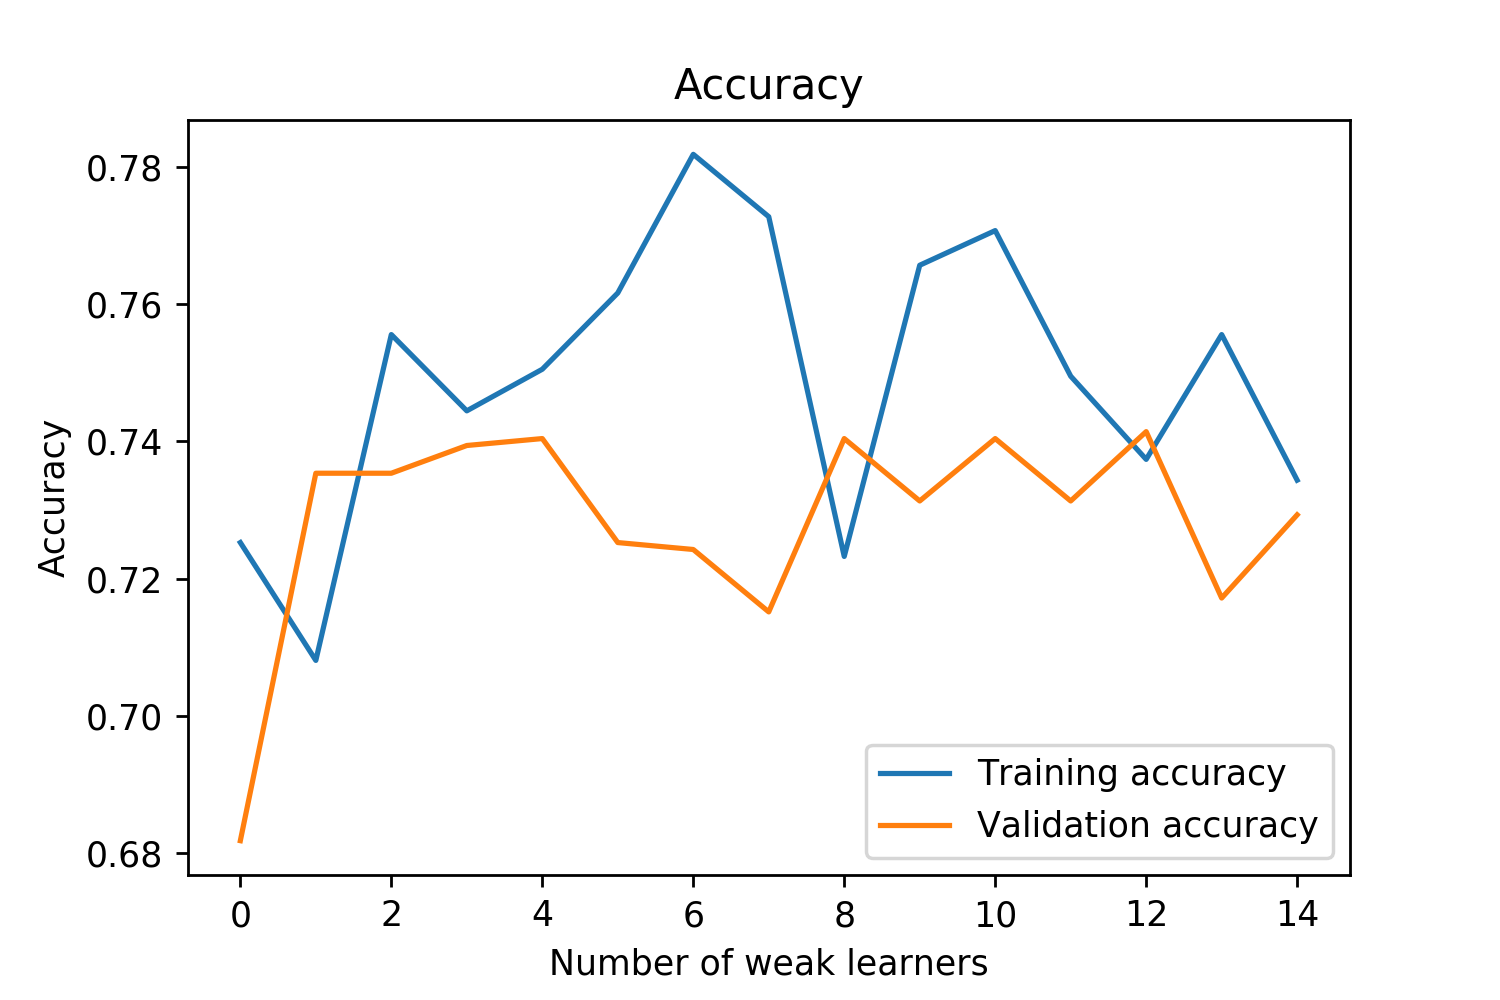 Accuracy
0.78
0.76
0.74
0.72
0.70
0.68
Accuracy
Training accuracy
Validation accuracy
0 2 4 6 8 10 12 14
Number of weak learners